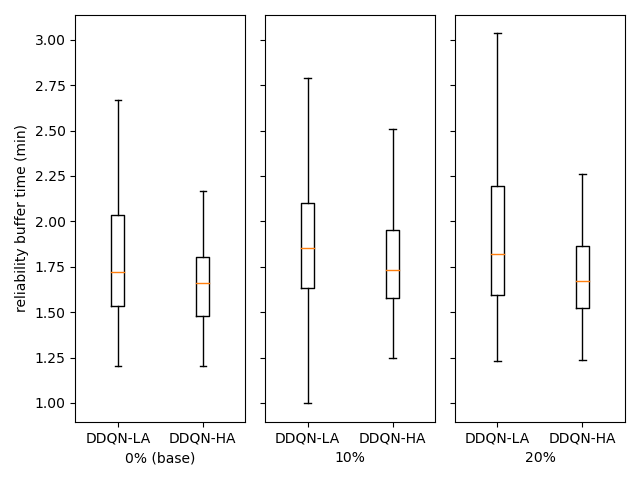 reliability buffer time (min)
3.00
2.75
2.50
2.25
2.00
1.75
1.50
1.25
1.00
DDQN-LA DDQN-HA
0% (base)
DDQN-LA DDQN-HA
10%
DDQN-LA DDQN-HA
20%